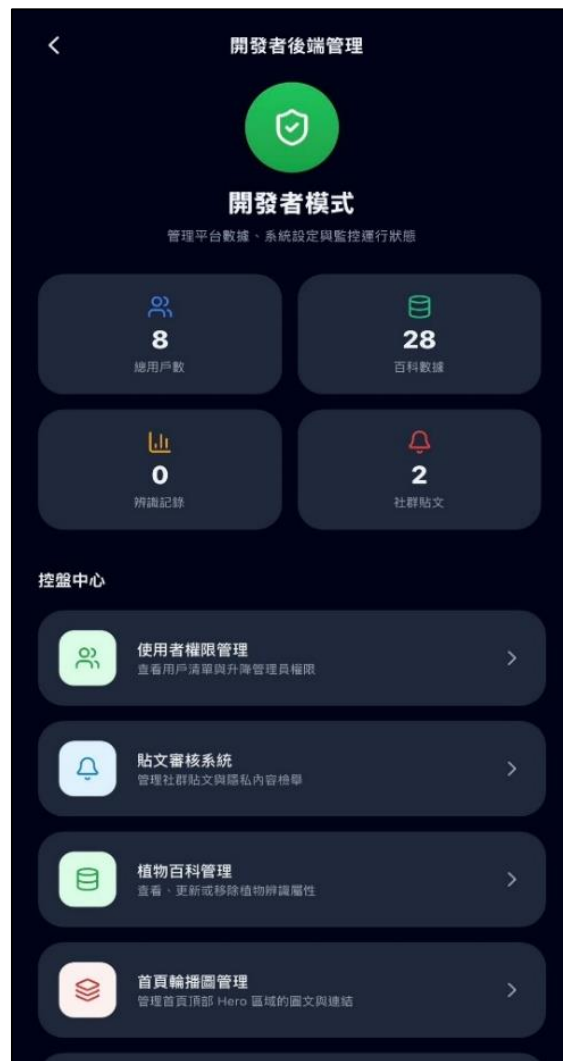 開發者後端管理
開發者模式
管理平台數據、系統設定與監控運行狀態
8
總用戶數
28
百科數據
0
辨識記錄
2
社群貼文
控盤中心
使用者權限管理
查看用戶清單與升降管理員權限
貼文審核系統
管理社群貼文與隱私內容檢舉
植物百科管理
查看、更新或移除植物辨識屬性
首頁輪播圖管理
管理首頁頂部 Hero 區域的圖文與連結